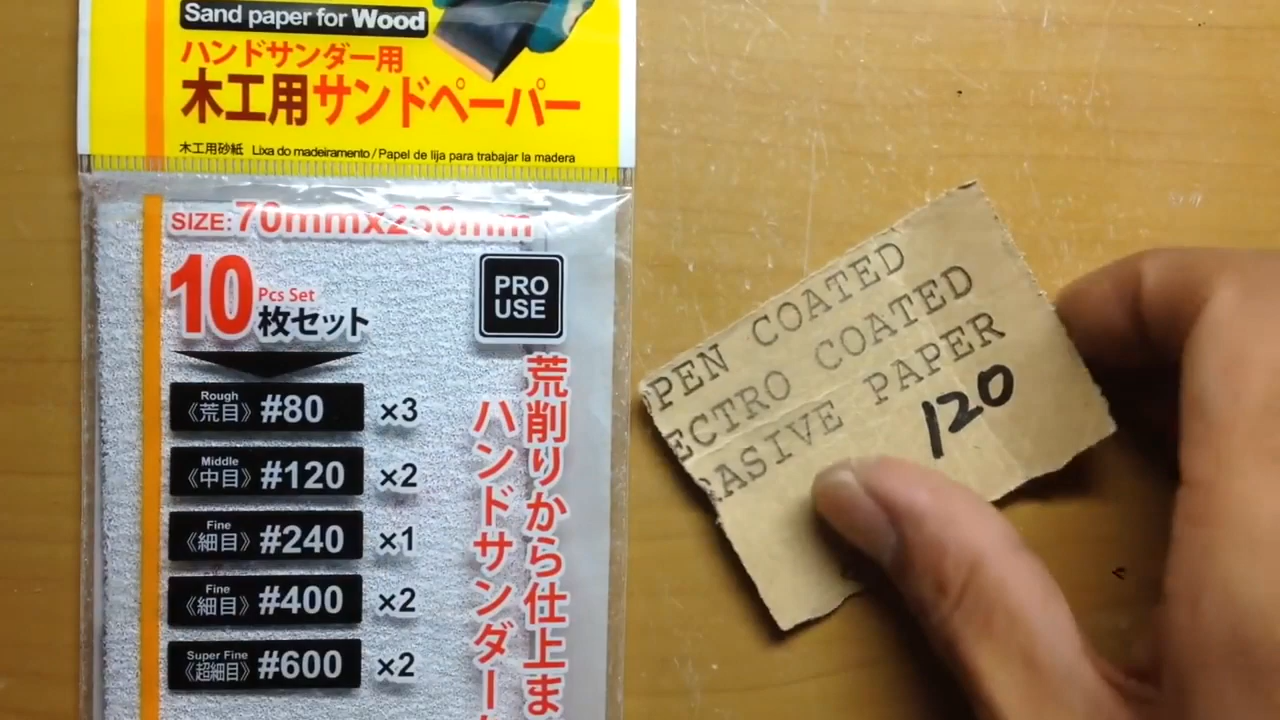 Sand paper for Wood
ハンドサンダー用
木工用サンドペーパー
木工用砂紙 Lixa do madeiramento / Papel de lija para trabajar la madera
SIZE: 70mmx230mm
10 Pcs Set
枚セット
PRO
USE
Rough
《荒目》 #80 ×3
Middle
《中目》 #120 ×2
Fine
《細目》 #240 ×1
Fine
《細目》 #400 ×2
Super Fine
《超細目》 #600 ×2
荒削りから仕上ま
ハンドサンダー
PEN COATED
ECTRO COATED
RASIVE PAPER
120